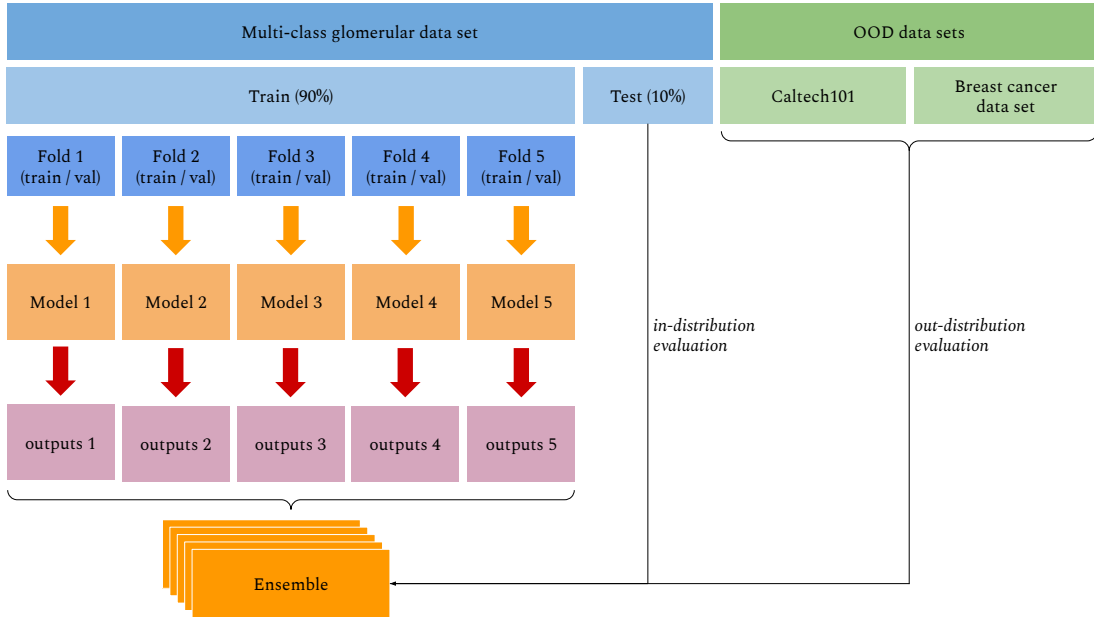 Multi-class glomerular data set
OOD data sets
Train (90%)
Test (10%)
Caltech101
Breast cancer
data set
Fold 1
(train / val)
Fold 2
(train / val)
Fold 3
(train / val)
Fold 4
(train / val)
Fold 5
(train / val)
Model 1
Model 2
Model 3
Model 4
Model 5
in-distribution
evaluation
out-distribution
evaluation
outputs 1
outputs 2
outputs 3
outputs 4
outputs 5
Ensemble